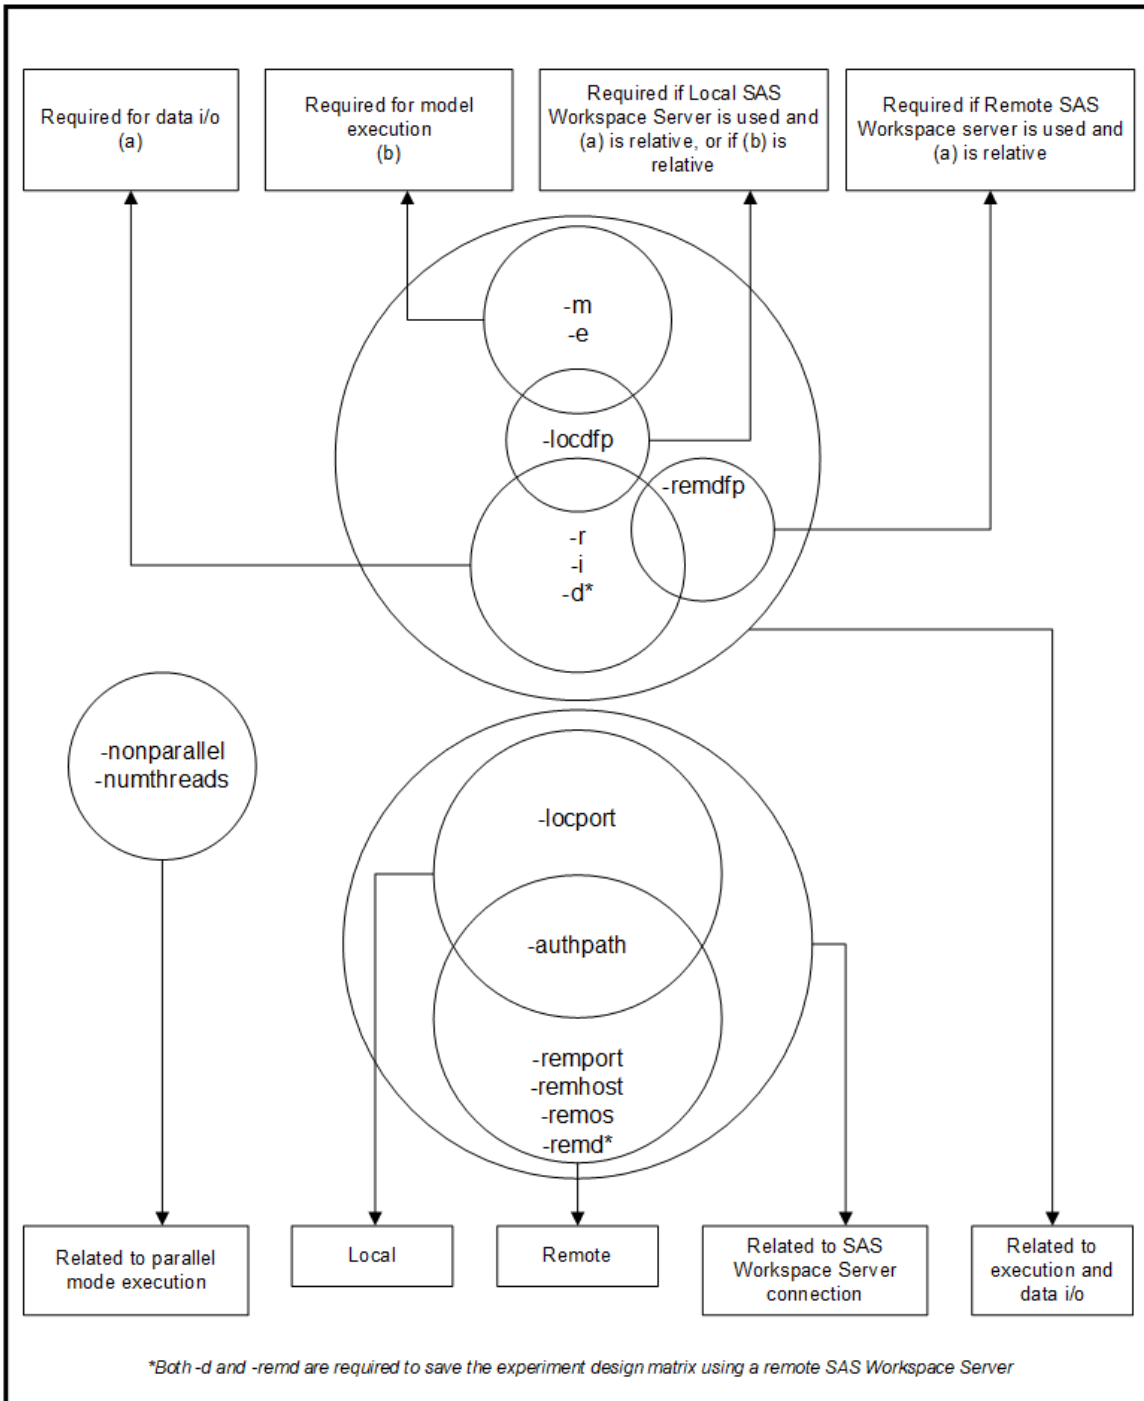 Required for data i/o
(a)
Required for model
execution
(b)
Required if Local SAS
Workspace Server is used and
(a) is relative, or if (b) is
relative
Required if Remote SAS
Workspace server is used and
(a) is relative
-m
-e
-locdfp
-remdfp
-r
-i
-d*
-nonparallel
-numthreads
-locport
-authpath
-remport
-remhost
-remos
-remd*
Related to parallel
mode execution
Local
Remote
Related to SAS
Workspace Server
connection
Related to
execution and
data i/o
*Both -d and -remd are required to save the experiment design matrix using a remote SAS Workspace Server